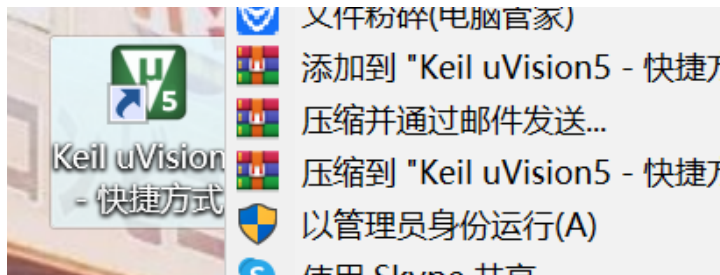 文件粉碎(电脑管家)
添加到 "Keil uVision5 - 快捷方
压缩并通过邮件发送...
压缩到 "Keil uVision5 - 快捷方
以管理员身份运行(A)
使用 Skype 共享
μV5
Keil uVision
- 快捷方式